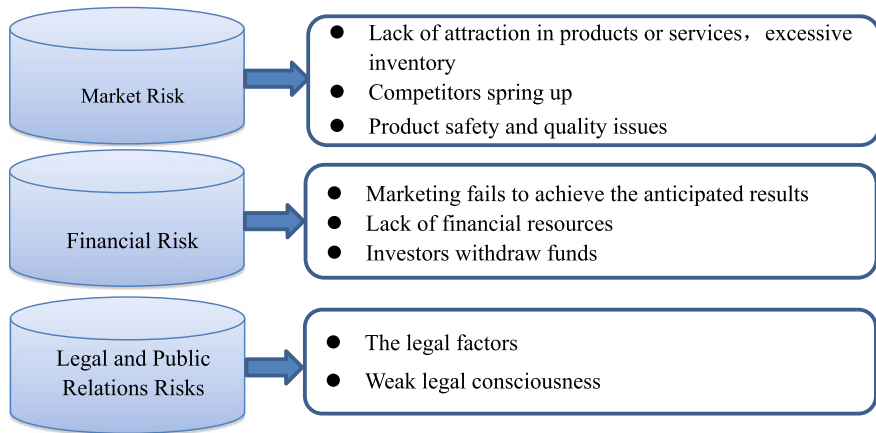 Market Risk
● Lack of attraction in products or services，excessive
inventory
● Competitors spring up
● Product safety and quality issues
Financial Risk
● Marketing fails to achieve the anticipated results
● Lack of financial resources
● Investors withdraw funds
Legal and Public
Relations Risks
● The legal factors
● Weak legal consciousness